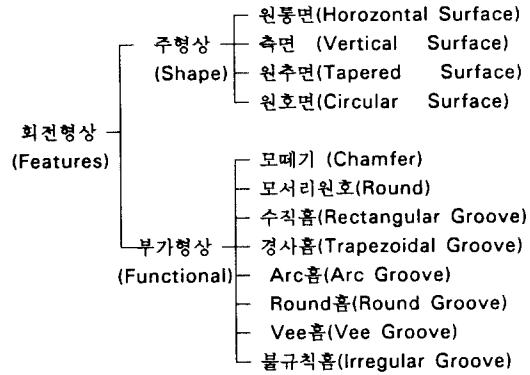 원통면(Horozontal Surface)
주형상
측면 (Vertical Surface)
(Shape)
원추면(Tapered Surface)
원호면(Circular Surface)
회전형상
(Features)
모떼기 (Chamfer)
모서리원호(Round)
수직홈(Rectangular Groove)
부가형상
경사홈(Trapezoidal Groove)
(Functional)
Arc홈(Arc Groove)
Round홈(Round Groove)
Vee홈(Vee Groove)
불규칙홈(Irregular Groove)